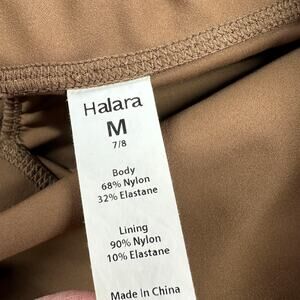 Halara
M
7/8
Body
68% Nylon
32% Elastane
Lining
90% Nylon
10% Elastane
Made In China